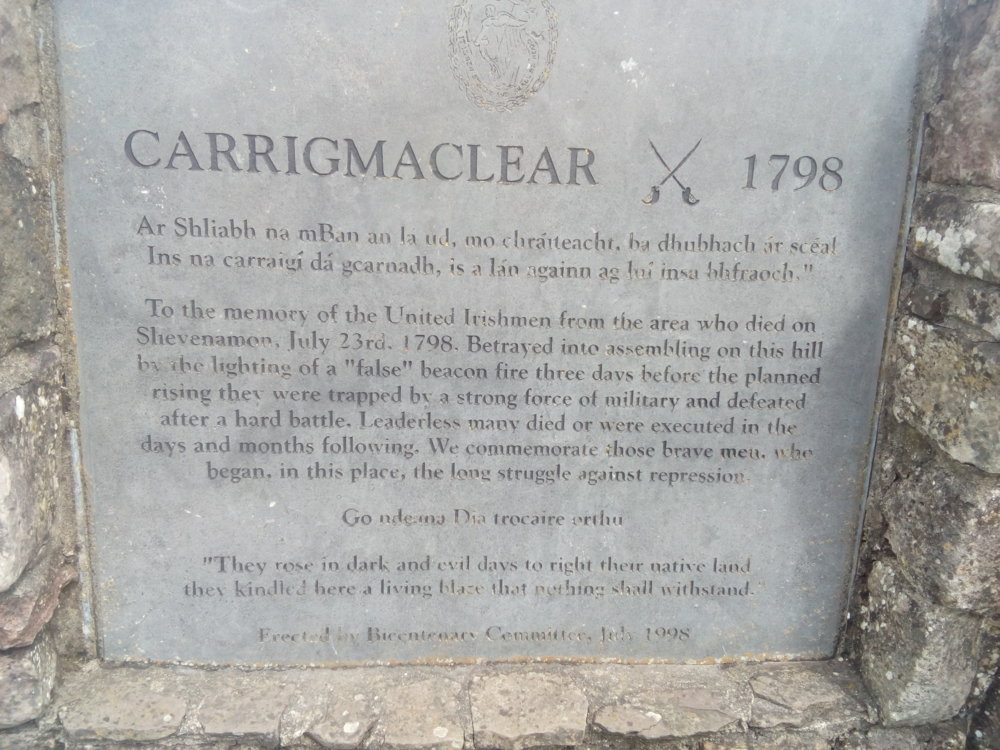 CARRIGMACLEAR 1798
Ar Shliabh na mBan an la ud, mo chráiteacht, ba dhubhach ár scéal
Ins na carraigí dá gcarnadh, is a lán againn ag luí insa bhfraoch."
To the memory of the United Irishmen from the area who died on
Slievenamon, July 23rd, 1798. Betrayed into assembling on this hill
by the lighting of a "false" beacon fire three days before the planned
rising they were trapped by a strong force of military and defeated
after a hard battle. Leaderless many died or were executed in the
days and months following. We commemorate those brave men, who
began, in this place, the long struggle against repression.
Go ndeana Dia trocaire orthu
"They rose in dark and evil days to right their native land
they kindled here a living blaze that nothing shall withstand."
Erected by Bicentenary Committee, July 1998